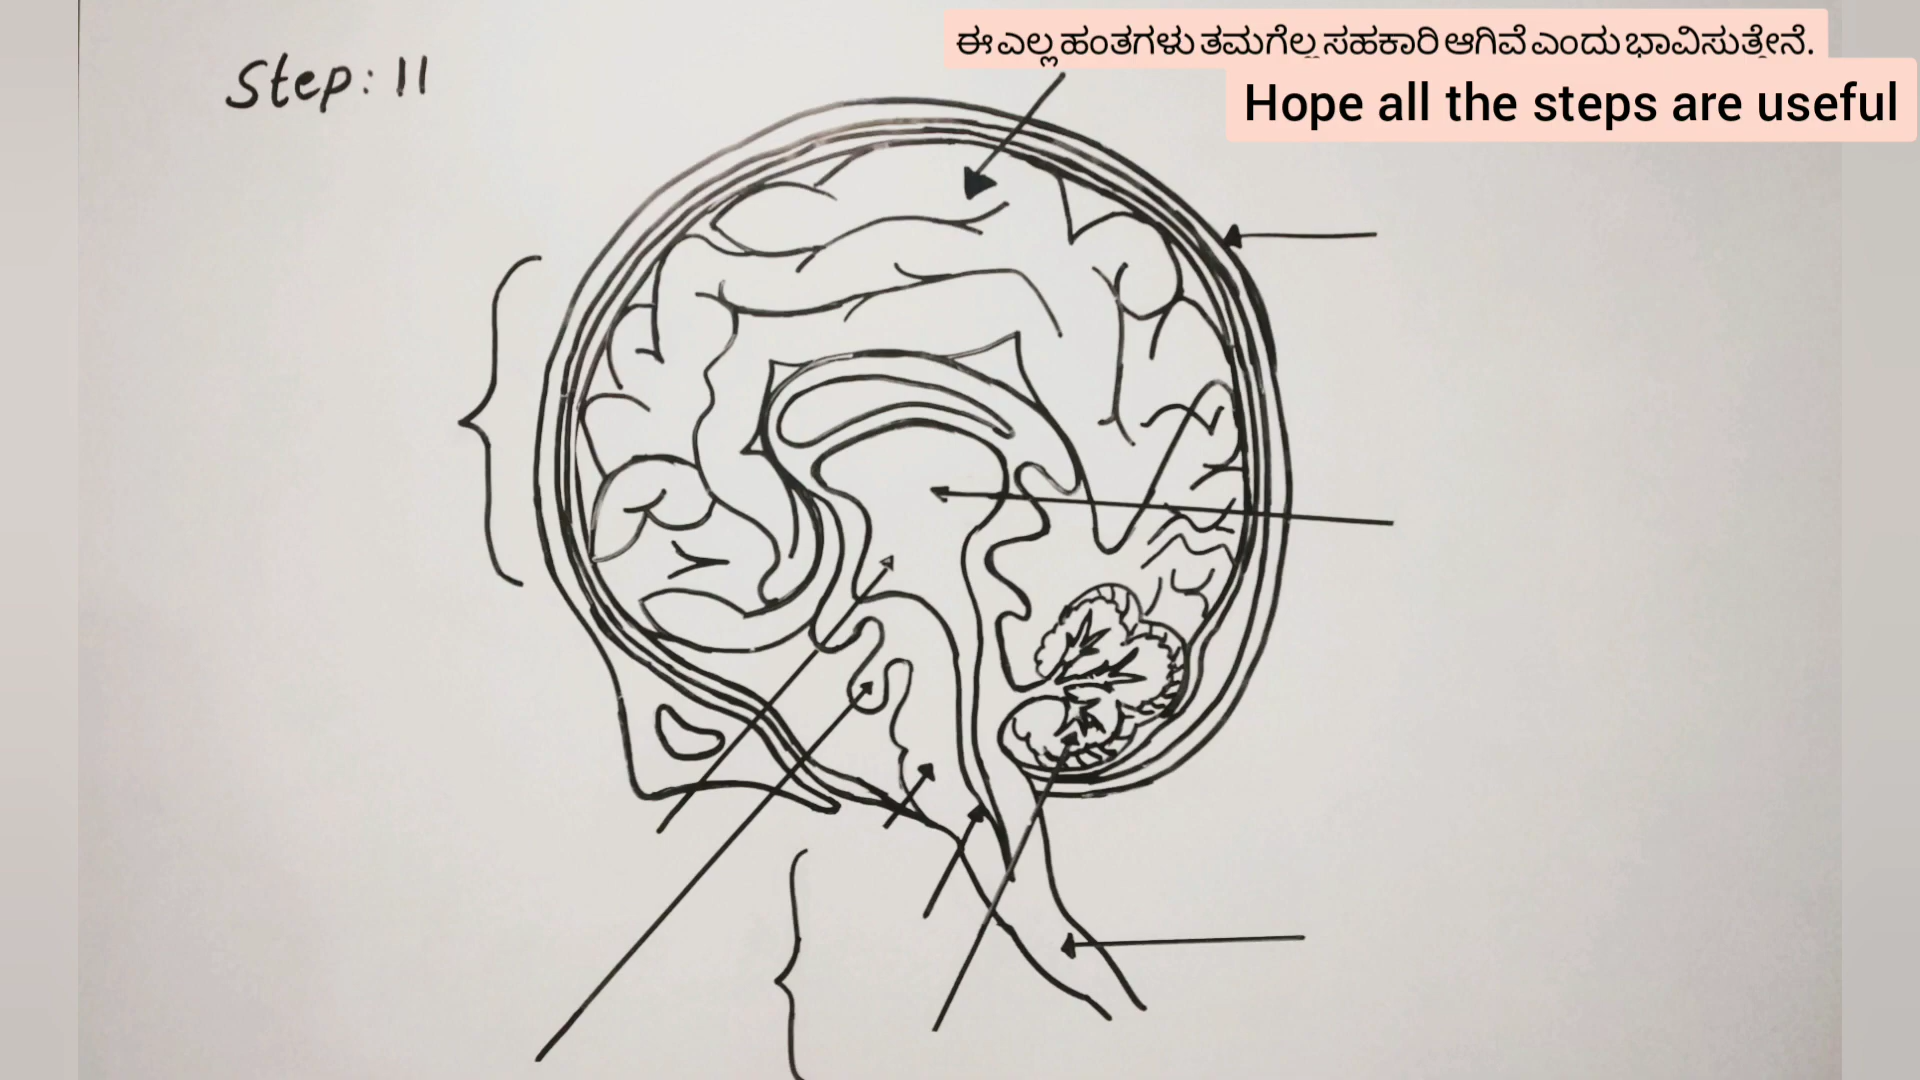 Step: 11
ಈ ಎಲ್ಲ ಹಂತಗಳು ತಮಗೆಲ್ಲ ಸಹಕಾರಿ ಆಗಿವೆ ಎಂದು ಭಾವಿಸುತ್ತೇನೆ.
Hope all the steps are useful